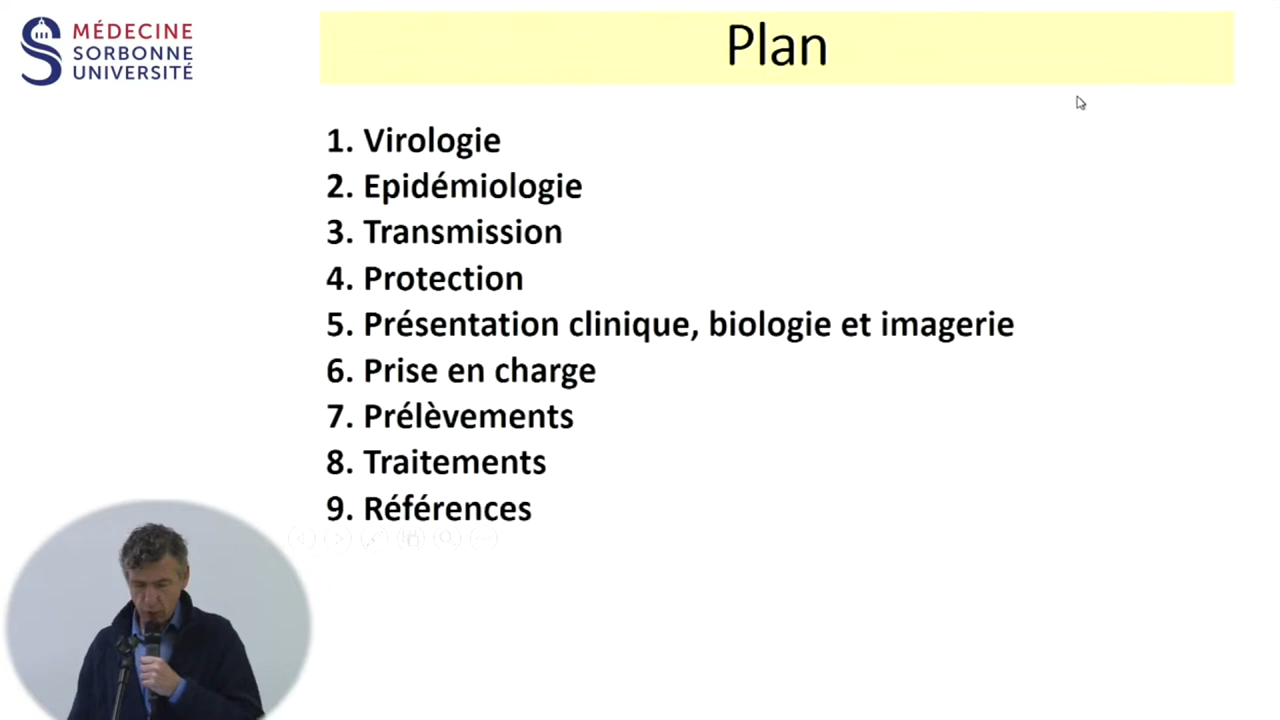 MÉDECINE
SORBONNE
UNIVERSITÉ
Plan
1. Virologie
2. Epidémiologie
3. Transmission
4. Protection
5. Présentation clinique, biologie et imagerie
6. Prise en charge
7. Prélèvements
8. Traitements
9. Références